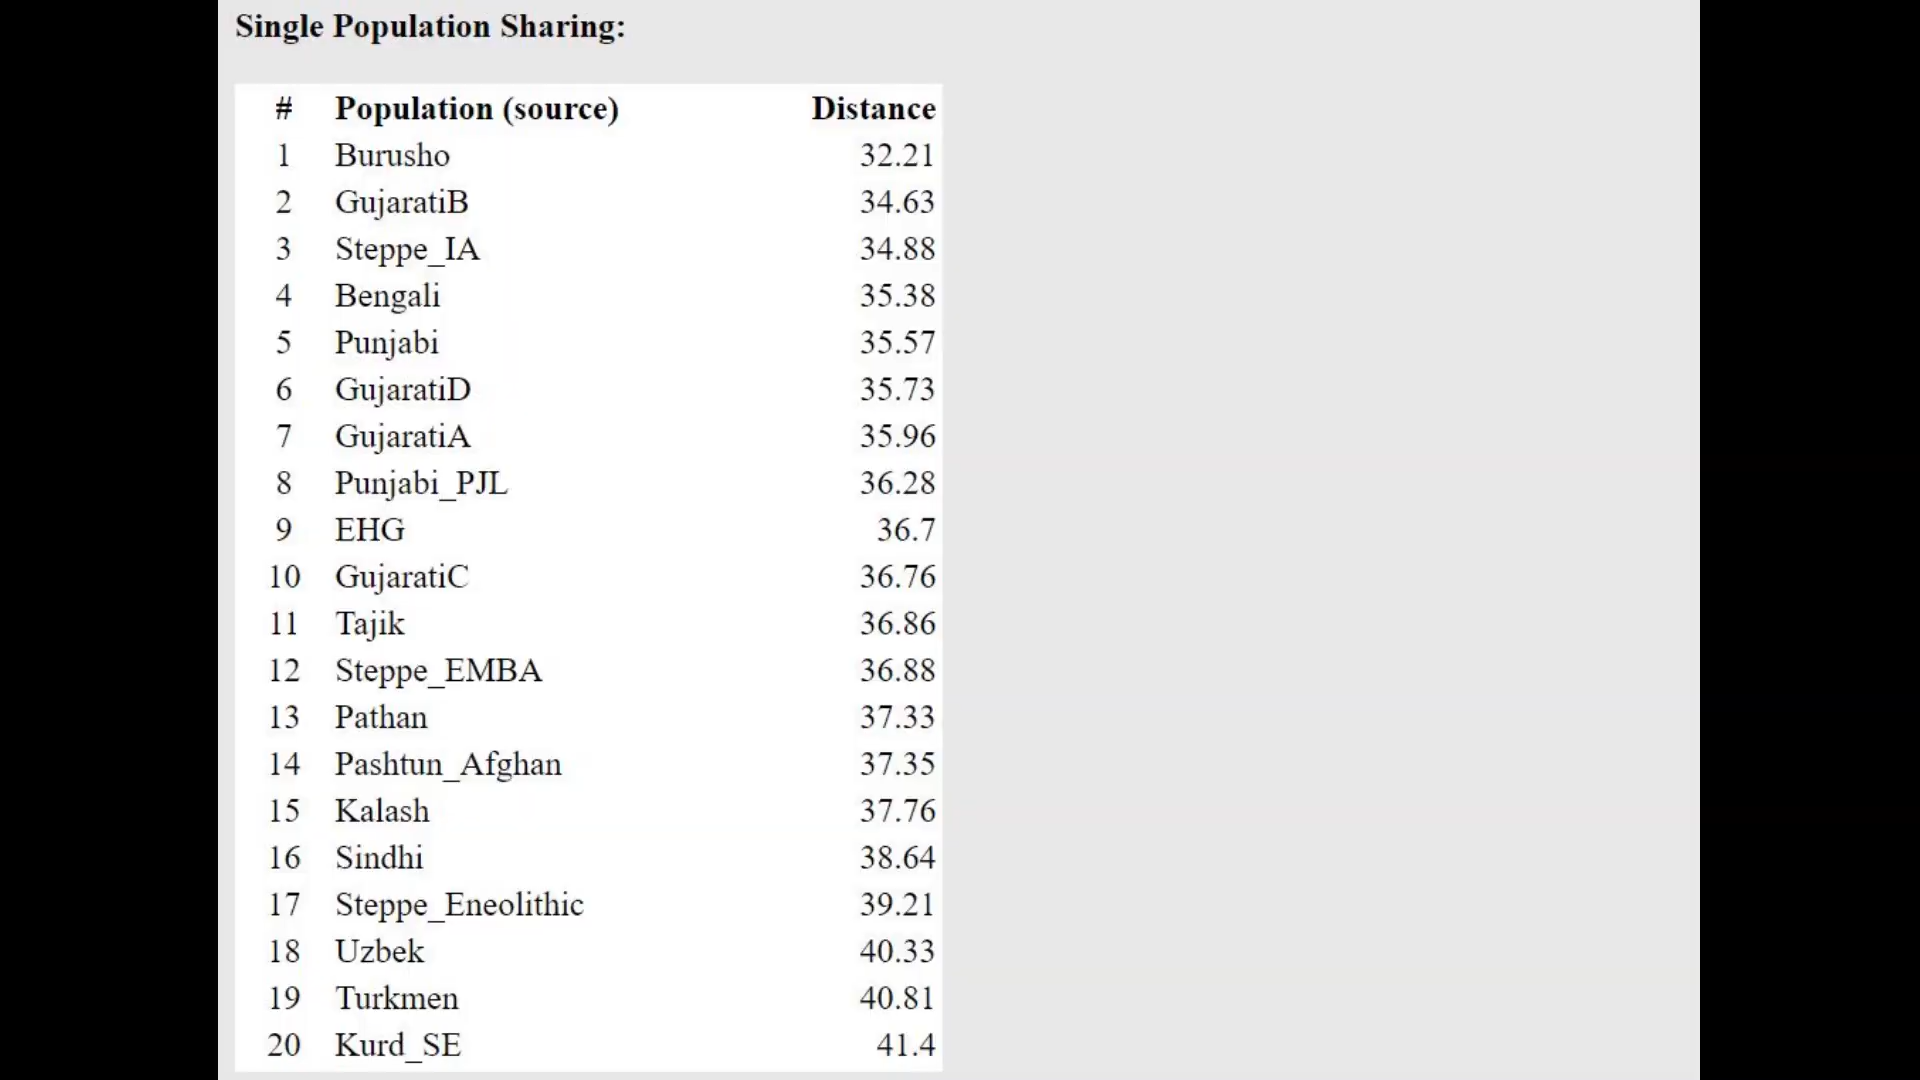 Single Population Sharing:
# Population (source) Distance
1 Burusho 32.21
2 GujaratiB 34.63
3 Steppe_IA 34.88
4 Bengali 35.38
5 Punjabi 35.57
6 GujaratiD 35.73
7 GujaratiA 35.96
8 Punjabi_PJL 36.28
9 EHG 36.7
10 GujaratiC 36.76
11 Tajik 36.86
12 Steppe_EMBA 36.88
13 Pathan 37.33
14 Pashtun_Afghan 37.35
15 Kalash 37.76
16 Sindhi 38.64
17 Steppe_Eneolithic 39.21
18 Uzbek 40.33
19 Turkmen 40.81
20 Kurd_SE 41.4